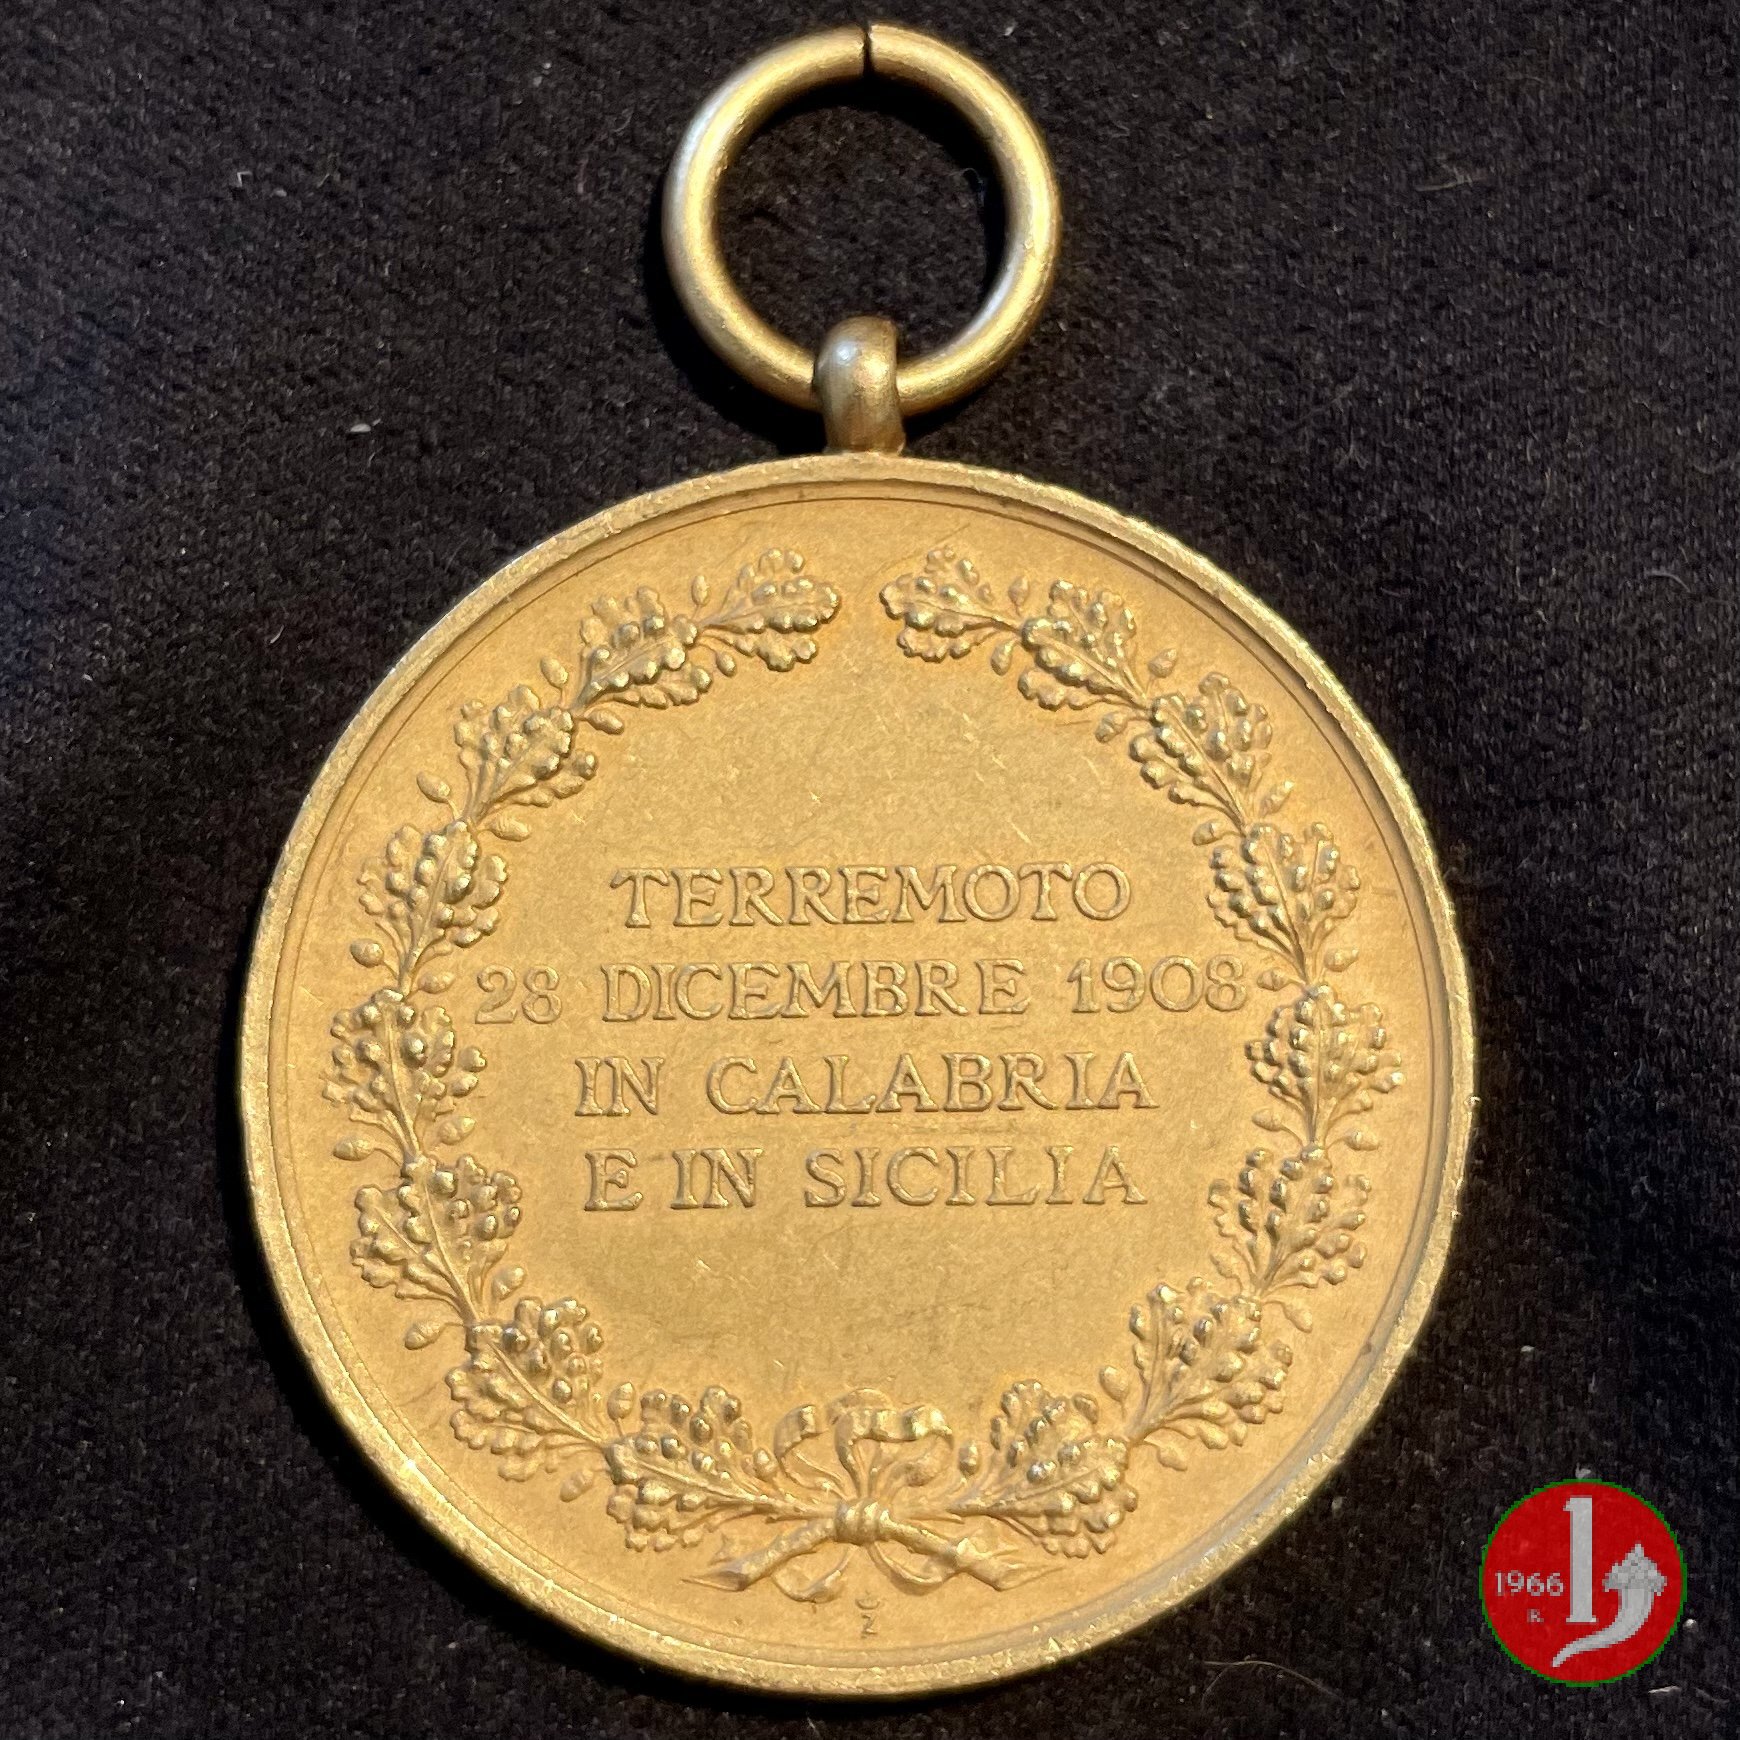 TERREMOTO
28 DICEMBRE 1908
IN CALABRIA
E IN SICILIA
Z
1966
R.